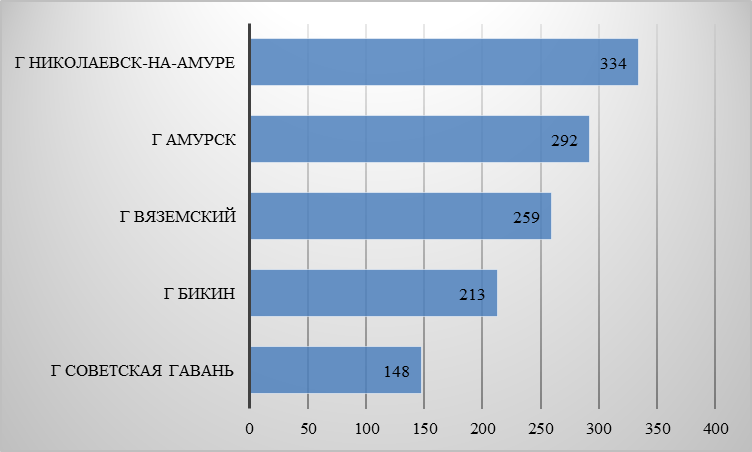 Г НИКОЛАЕВСК-НА-АМУРЕ 334
Г АМУРСК 292
Г ВЯЗЕМСКИЙ 259
Г БИКИН 213
Г СОВЕТСКАЯ ГАВАНЬ 148
0 50 100 150 200 250 300 350 400